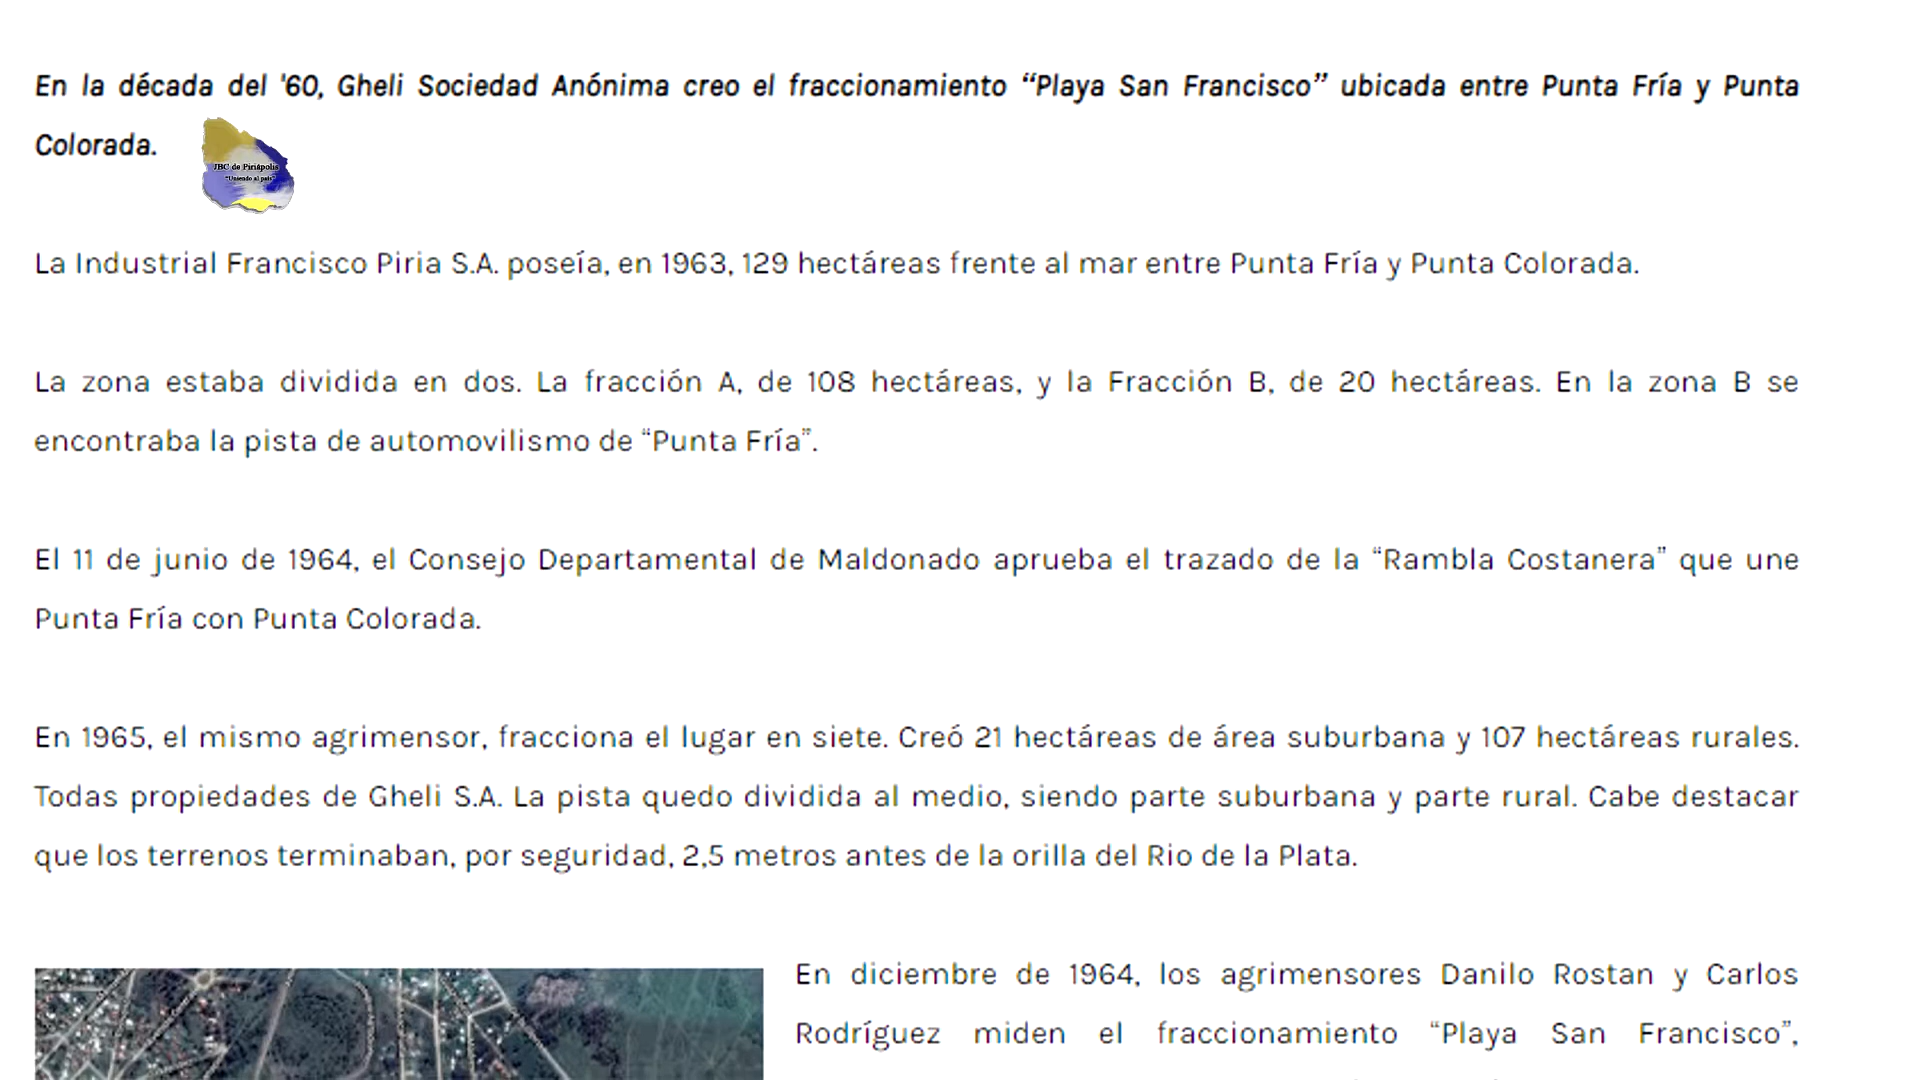 En la década del '60, Gheli Sociedad Anónima creo el fraccionamiento “Playa San Francisco” ubicada entre Punta Fría y Punta
Colorada.
JBC de Piriápolis
"Uniendo al país"
La Industrial Francisco Piria S.A. poseía, en 1963, 129 hectáreas frente al mar entre Punta Fría y Punta Colorada.
La zona estaba dividida en dos. La fracción A, de 108 hectáreas, y la Fracción B, de 20 hectáreas. En la zona B se
encontraba la pista de automovilismo de “Punta Fría”.
El 11 de junio de 1964, el Consejo Departamental de Maldonado aprueba el trazado de la “Rambla Costanera” que une
Punta Fría con Punta Colorada.
En 1965, el mismo agrimensor, fracciona el lugar en siete. Creó 21 hectáreas de área suburbana y 107 hectáreas rurales.
Todas propiedades de Gheli S.A. La pista quedo dividida al medio, siendo parte suburbana y parte rural. Cabe destacar
que los terrenos terminaban, por seguridad, 2,5 metros antes de la orilla del Rio de la Plata.
En diciembre de 1964, los agrimensores Danilo Rostan y Carlos
Rodríguez miden el fraccionamiento “Playa San Francisco”,